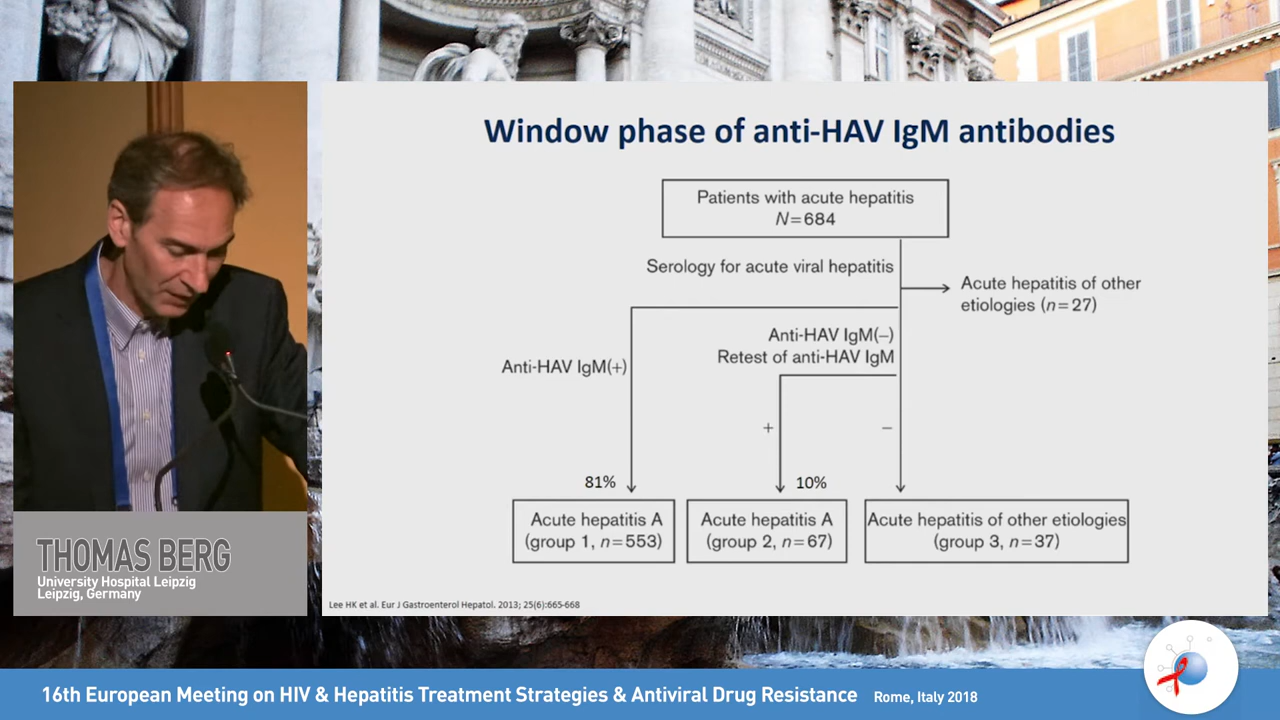 Window phase of anti-HAV IgM antibodies
Patients with acute hepatitis
N=684
Serology for acute viral hepatitis
Acute hepatitis of other
etiologies (n=27)
Anti-HAV IgM(–)
Retest of anti-HAV IgM
Anti-HAV IgM(+)
+
–
81%
10%
Acute hepatitis A
(group 1, n=553)
Acute hepatitis A
(group 2, n=67)
Acute hepatitis of other etiologies
(group 3, n=37)
Lee HK et al. Eur J Gastroenterol Hepatol. 2013; 25(6):665-668
THOMAS BERG
University Hospital Leipzig
Leipzig, Germany
16th European Meeting on HIV & Hepatitis Treatment Strategies & Antiviral Drug Resistance Rome, Italy 2018